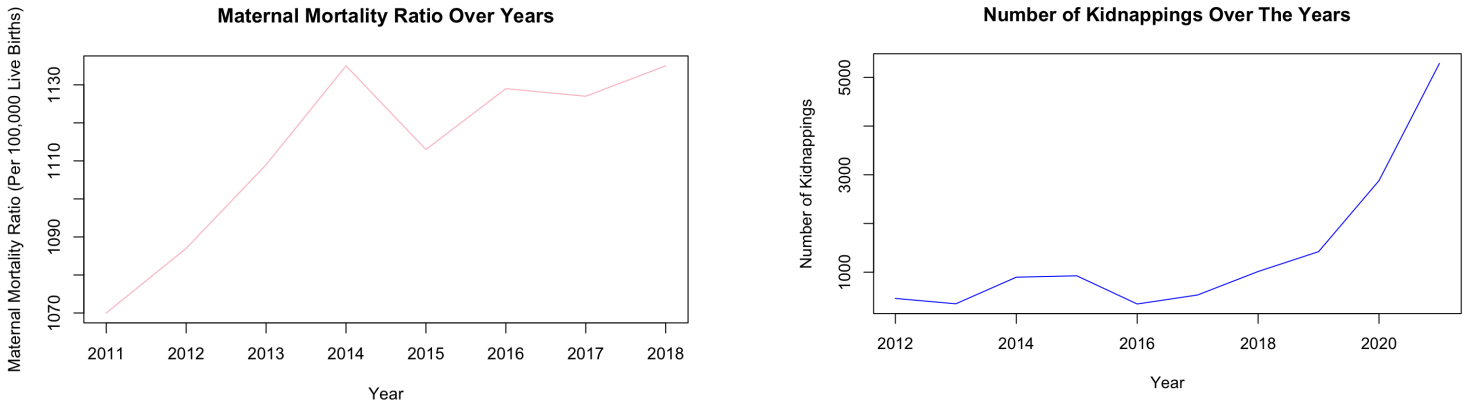 Maternal Mortality Ratio Over Years
Maternal Mortality Ratio (Per 100,000 Live Births)
1130
1110
1090
1070
2011 2012 2013 2014 2015 2016 2017 2018
Year
Number of Kidnappings Over The Years
Number of Kidnappings
5000
3000
1000
2012 2014 2016 2018 2020
Year